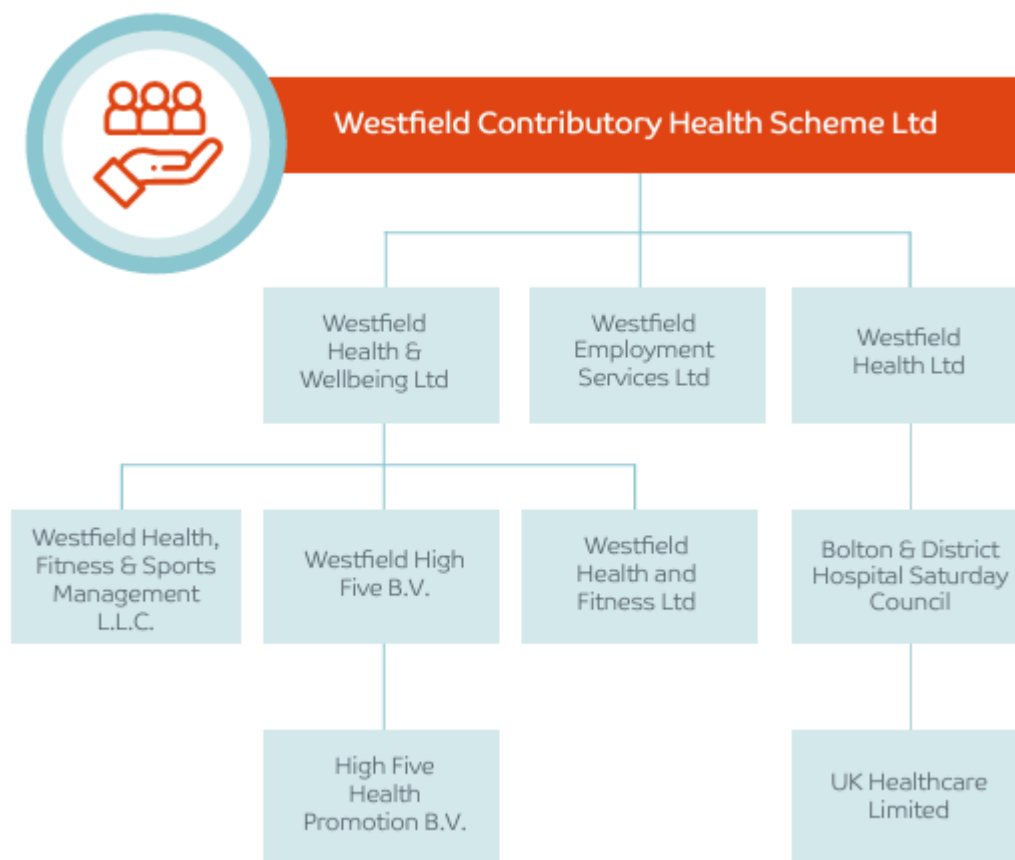 Westfield Contributory Health Scheme Ltd
Westfield
Health &
Wellbeing Ltd
Westfield
Employment
Services Ltd
Westfield
Health Ltd
Westfield Health,
Fitness & Sports
Management
L.L.C.
Westfield High
Five B.V.
Westfield
Health and
Fitness Ltd
Bolton & District
Hospital Saturday
Council
High Five
Health
Promotion B.V.
UK Healthcare
Limited